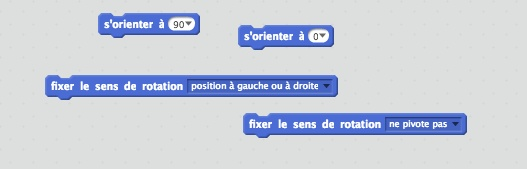 s'orienter à 90
s'orienter à 0
fixer le sens de rotation position à gauche ou à droite
fixer le sens de rotation ne pivote pas